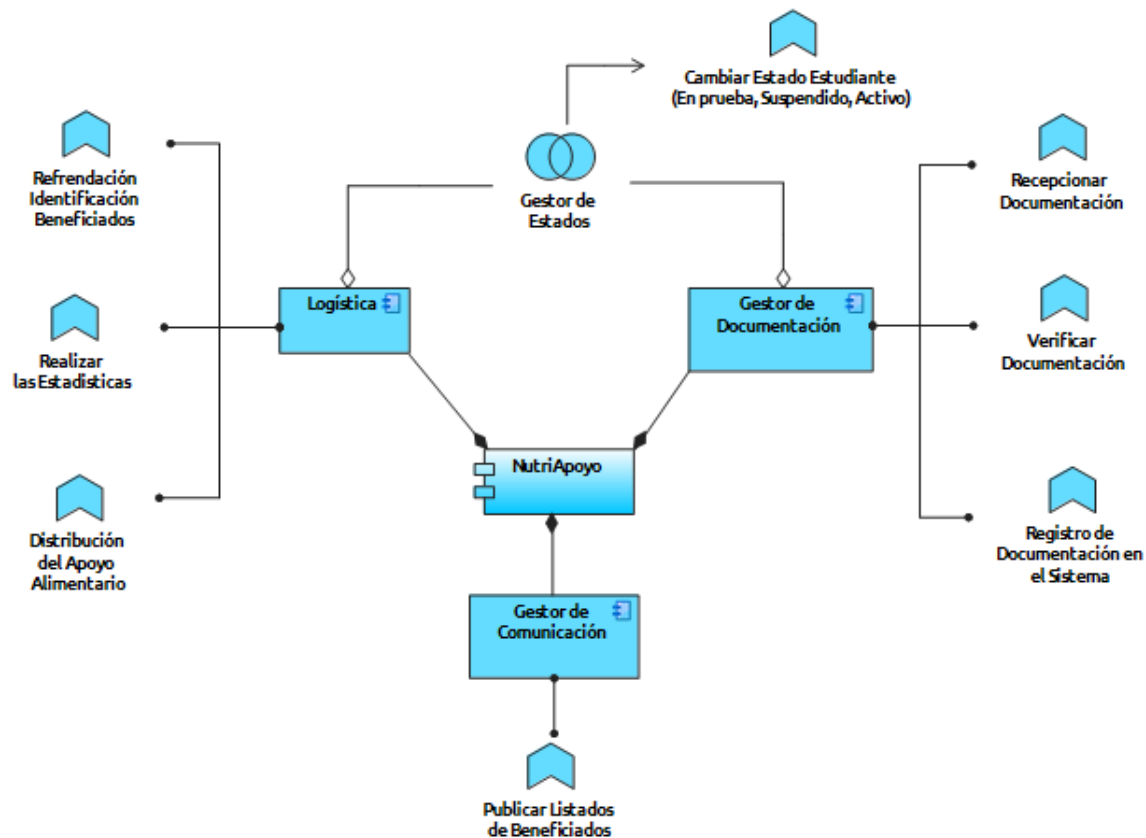 Cambiar Estado Estudiante
(En prueba, Suspendido, Activo)
Refrendación
Identificación
Beneficiados
Gestor de
Estados
Recepcionar
Documentación
Logística
Gestor de
Documentación
Realizar
las Estadisticas
Verificar
Documentación
NutriApoyo
Distribución
del Apoyo
Alimentario
Registro de
Documentación en
el Sistema
Gestor de
Comunicación
Publicar Listados
de Beneficiados